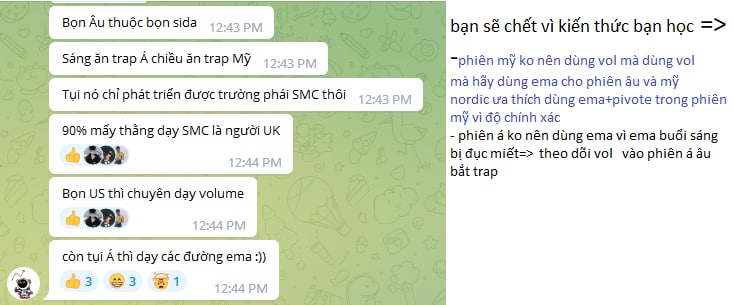 Bọn Âu thuộc bọn sida
12:43 PM
Sáng ăn trap Á chiều ăn trap Mỹ
12:43 PM
Tụi nó chỉ phát triển được trường phái SMC thôi
12:43 PM
90% mấy thằng dạy SMC là người UK
12:44 PM
Bọn US thì chuyên dạy volume
12:44 PM
còn tụi Á thì dạy các đường ema :))
3 3 1
12:44 PM
bạn sẽ chết vì kiến thức bạn học =>
-phiên mỹ ko nên dùng vol mà dùng vol
mà hãy dùng ema cho phiên âu và mỹ
nordic ưa thích dùng ema+pivote trong phiên
mỹ vì độ chính xác
- phiên á ko nên dùng ema vì ema buổi sáng
bị đục miết=> theo dõi vol vào phiên á âu
bắt trap